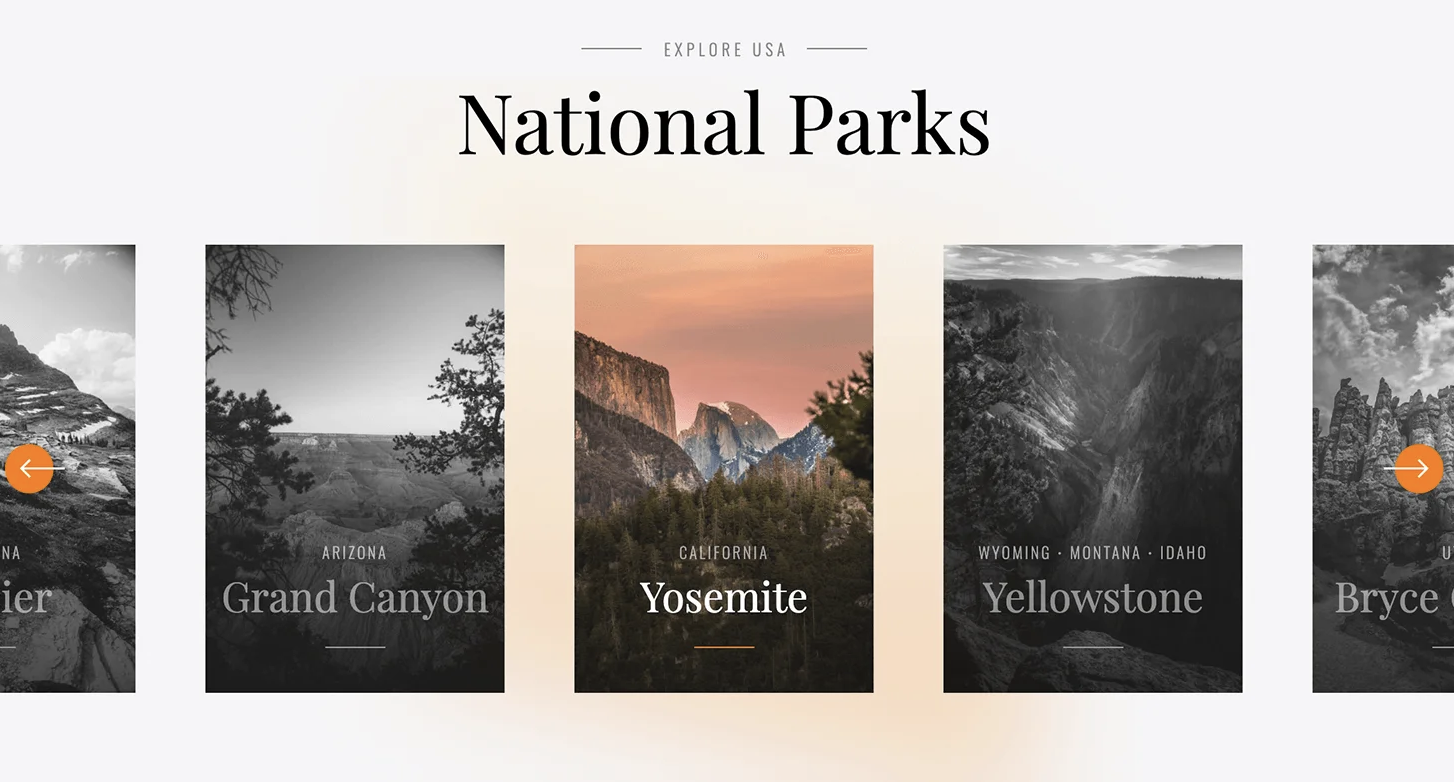 EXPLORE USA
National Parks
NA
ier
ARIZONA
Grand Canyon
CALIFORNIA
Yosemite
WYOMING · MONTANA · IDAHO
Yellowstone
U
Bryce